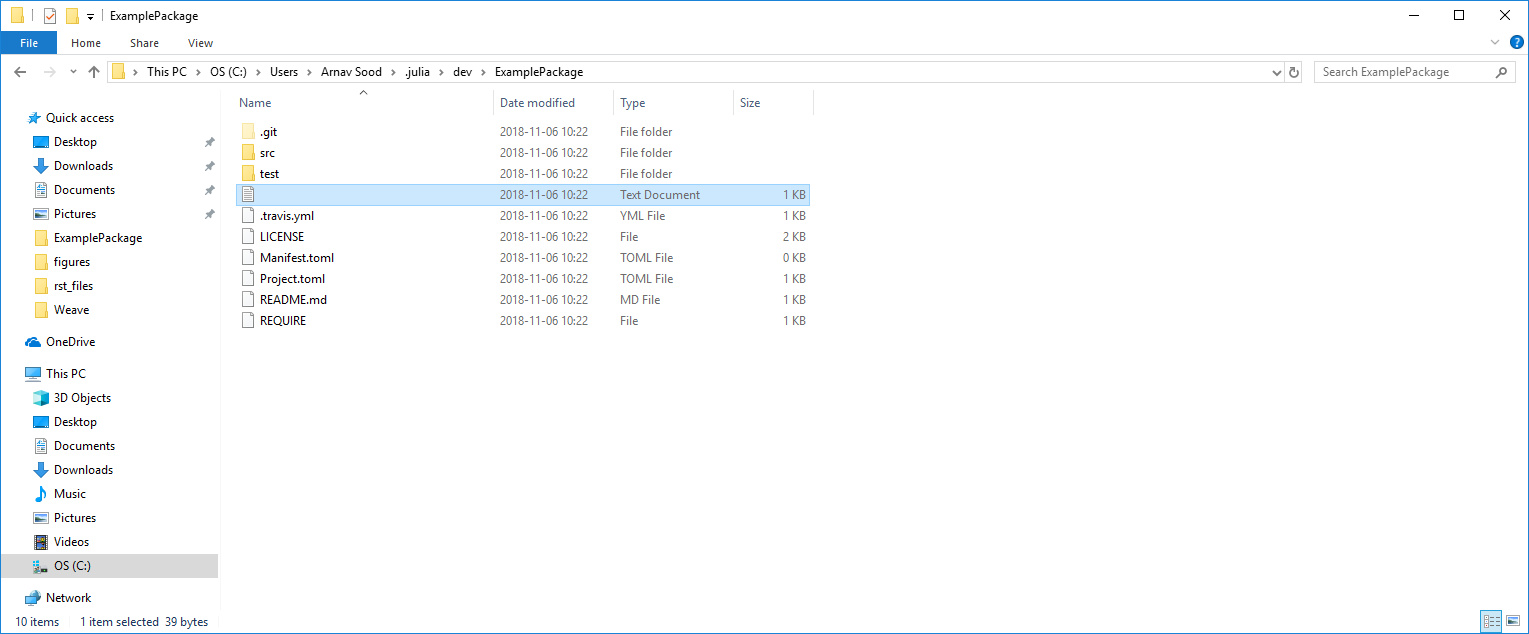 ExamplePackage
File Home Share View
This PC OS (C:) Users Arnav Sood .julia dev ExamplePackage Search ExamplePackage
Name Date modified Type Size
.git 2018-11-06 10:22 File folder
src 2018-11-06 10:22 File folder
test 2018-11-06 10:22 File folder
2018-11-06 10:22 Text Document 1 KB
.travis.yml 2018-11-06 10:22 YML File 1 KB
LICENSE 2018-11-06 10:22 File 2 KB
Manifest.toml 2018-11-06 10:22 TOML File 0 KB
Project.toml 2018-11-06 10:22 TOML File 1 KB
README.md 2018-11-06 10:22 MD File 1 KB
REQUIRE 2018-11-06 10:22 File 1 KB
Quick access
Desktop
Downloads
Documents
Pictures
ExamplePackage
figures
rst_files
Weave
OneDrive
This PC
3D Objects
Desktop
Documents
Downloads
Music
Pictures
Videos
OS (C:)
Network
10 items 1 item selected 39 bytes